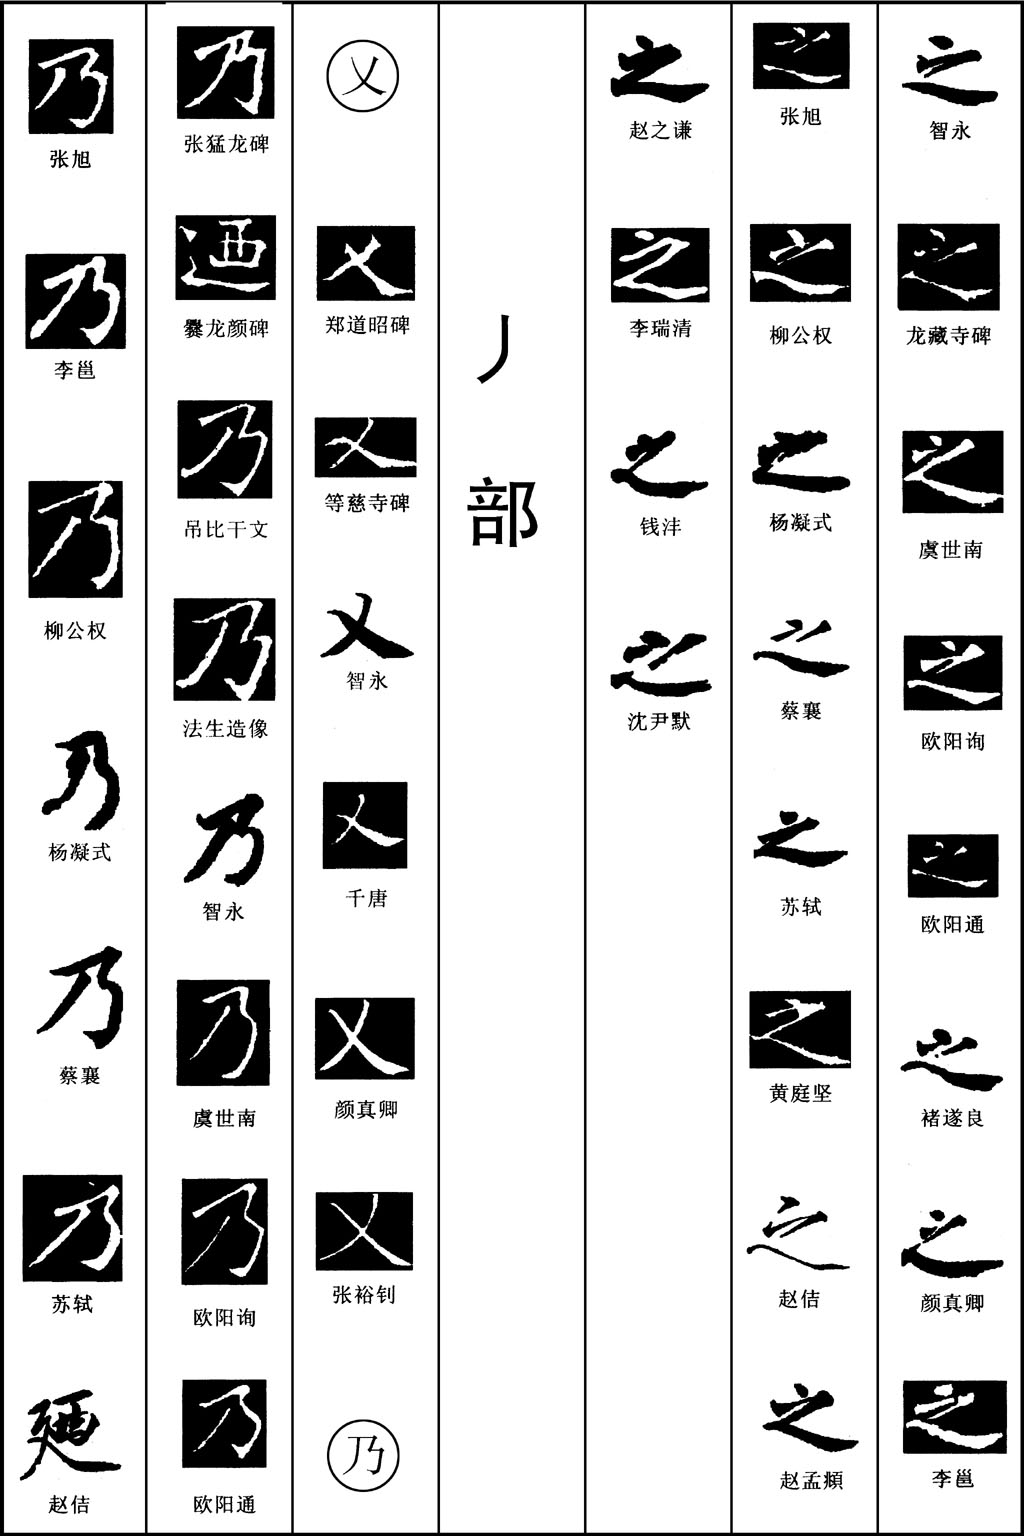 之
智永
之
龙藏寺碑
之
虞世南
之
欧阳询
之
欧阳通
之
褚遂良
之
颜真卿
之
李邕
之
张旭
之
柳公权
之
杨凝式
之
蔡襄
之
苏轼
之
黄庭坚
之
赵佶
之
赵孟頫
之
赵之谦
之
李瑞清
之
钱沣
之
沈尹默
丿
部
乂
乂
郑道昭碑
乂
等慈寺碑
乂
智永
乂
千唐
乂
颜真卿
乂
张裕钊
乃
乃
张猛龙碑
迺
爨龙颜碑
乃
吊比干文
乃
法生造像
乃
智永
乃
虞世南
乃
欧阳询
乃
欧阳通
乃
张旭
乃
李邕
乃
柳公权
乃
杨凝式
乃
蔡襄
乃
苏轼
廼
赵佶